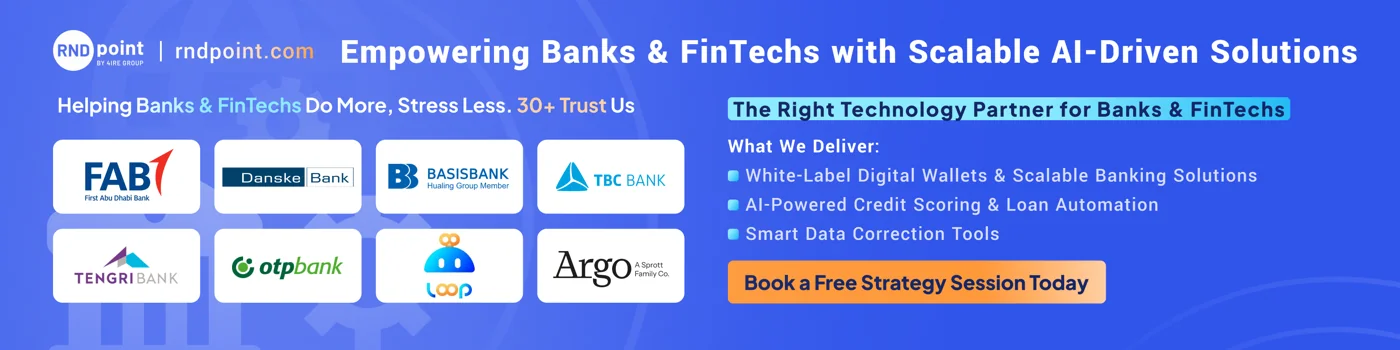 RND point
BY 4IRE GROUP
rndpoint.com
Empowering Banks & FinTechs with Scalable AI-Driven Solutions
Helping Banks & FinTechs Do More, Stress Less. 30+ Trust Us
FAB
First Abu Dhabi Bank
Danske Bank
BASISBANK
Hualing Group Member
TBC BANK
TENGRI BANK
otpbank
loop
Argo
A Sprott
Family Co.
The Right Technology Partner for Banks & FinTechs
What We Deliver:
White-Label Digital Wallets & Scalable Banking Solutions
AI-Powered Credit Scoring & Loan Automation
Smart Data Correction Tools
Book a Free Strategy Session Today